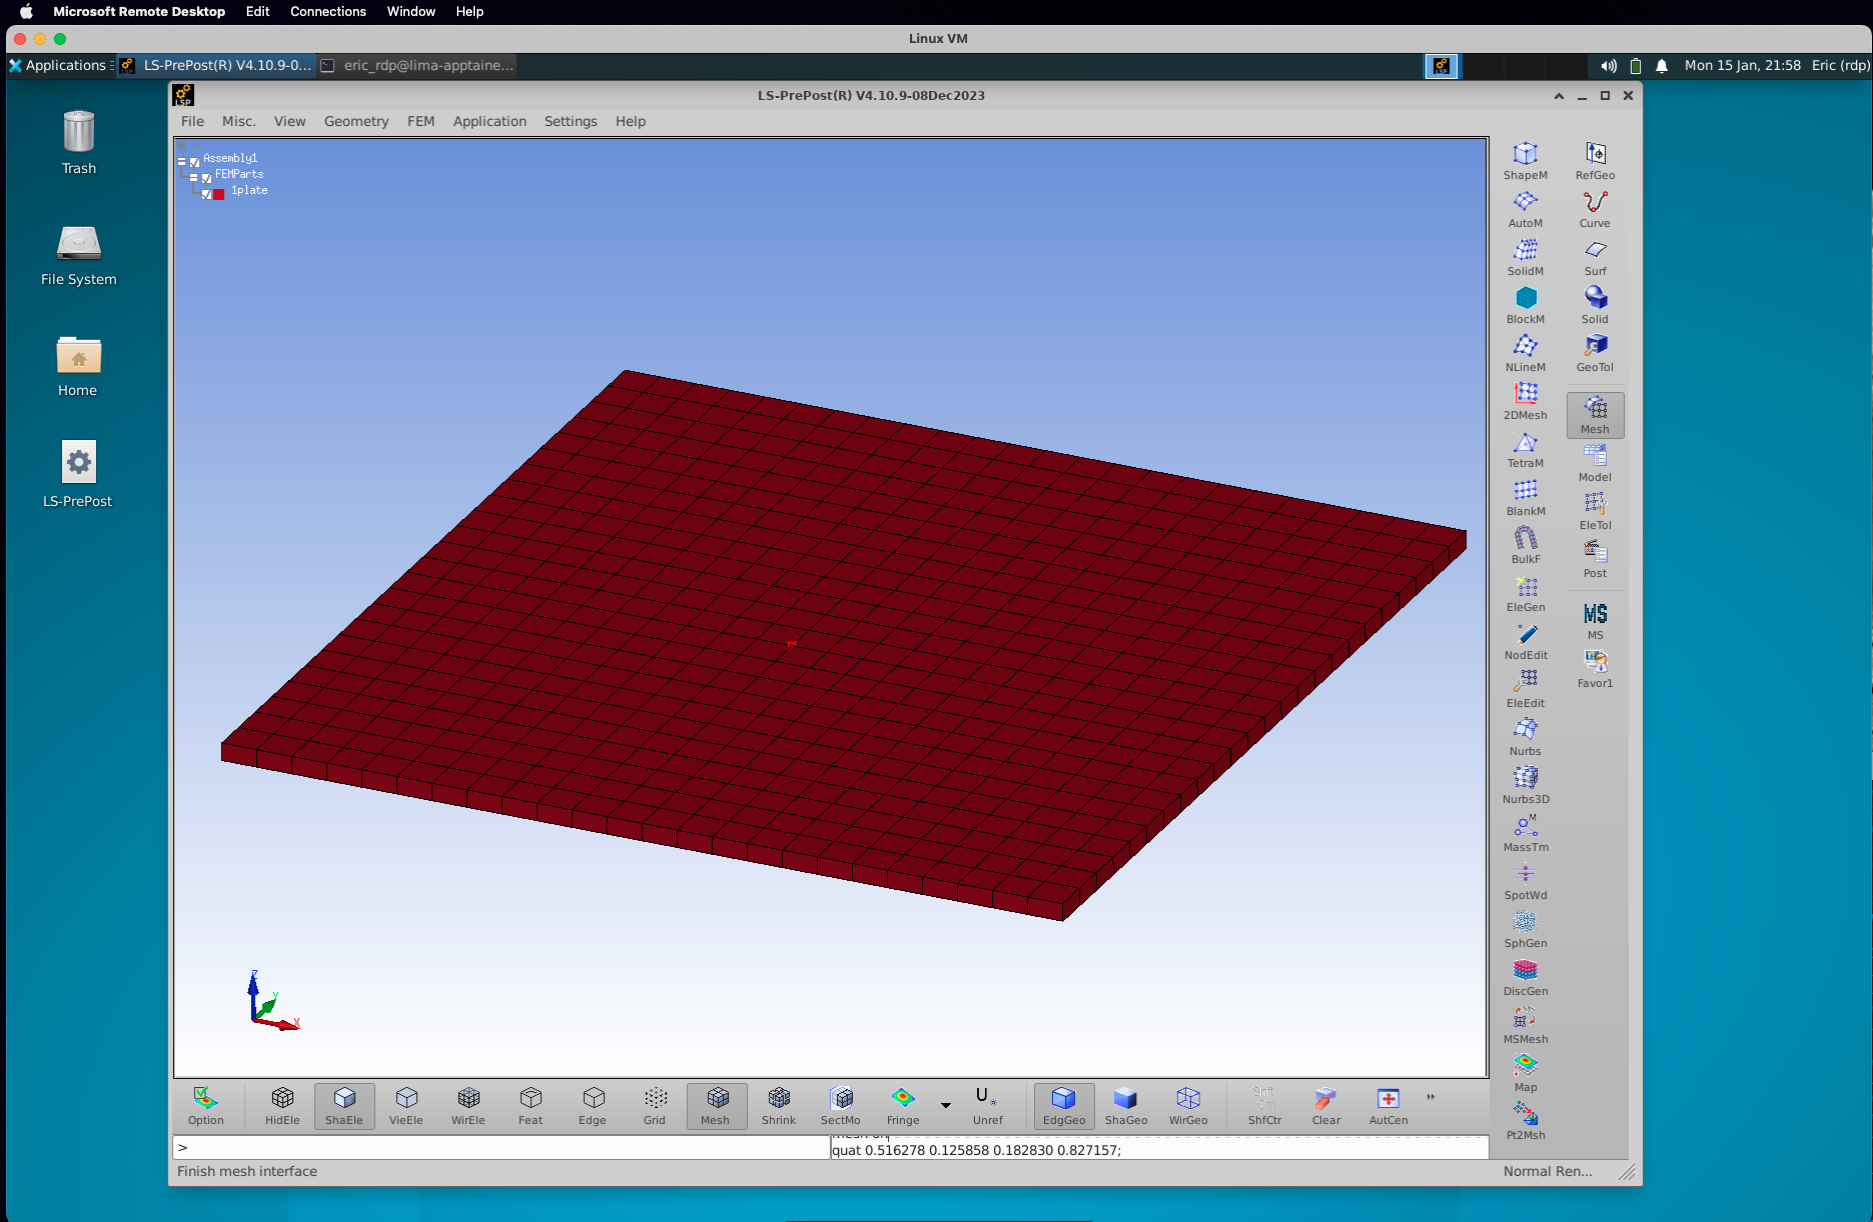 Microsoft Remote Desktop Edit Connections Window Help
Linux VM
Applications LS-PrePost(R) V4.10.9-0... eric_rdp@lima-apptaine... Mon 15 Jan, 21:58 Eric (rdp)
LS-PrePost(R) V4.10.9-08Dec2023
File Misc. View Geometry FEM Application Settings Help
Trash
File System
Home
LS-PrePost
Assembly1
FEMParts
1plate
Z
Y
X
ShapeM RefGeo
AutoM Curve
SolidM Surf
BlockM Solid
NLineM GeoTol
2DMesh Mesh
TetraM Model
BlankM EleTol
BulkF Post
EleGen MS
MS
NodEdit Favor1
EleEdit
Nurbs
Nurbs3D
M
MassTm
SpotWd
SphGen
DiscGen
MSMesh
Map
Pt2Msh
Option HidEle ShaEle VieEle WirEle Feat Edge Grid Mesh Shrink SectMo Fringe Unref EdgGeo ShaGeo WirGeo ShfCtr Clear AutCen
> quat 0.516278 0.125858 0.182830 0.827157;
Finish mesh interface Normal Ren...